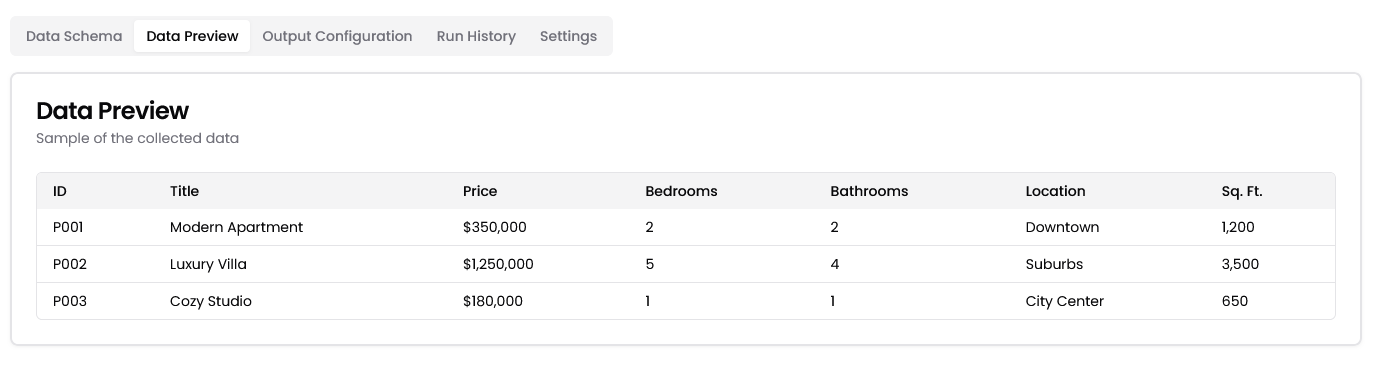 Data Schema Data Preview Output Configuration Run History Settings
Data Preview
Sample of the collected data
ID Title Price Bedrooms Bathrooms Location Sq. Ft.
P001 Modern Apartment $350,000 2 2 Downtown 1,200
P002 Luxury Villa $1,250,000 5 4 Suburbs 3,500
P003 Cozy Studio $180,000 1 1 City Center 650